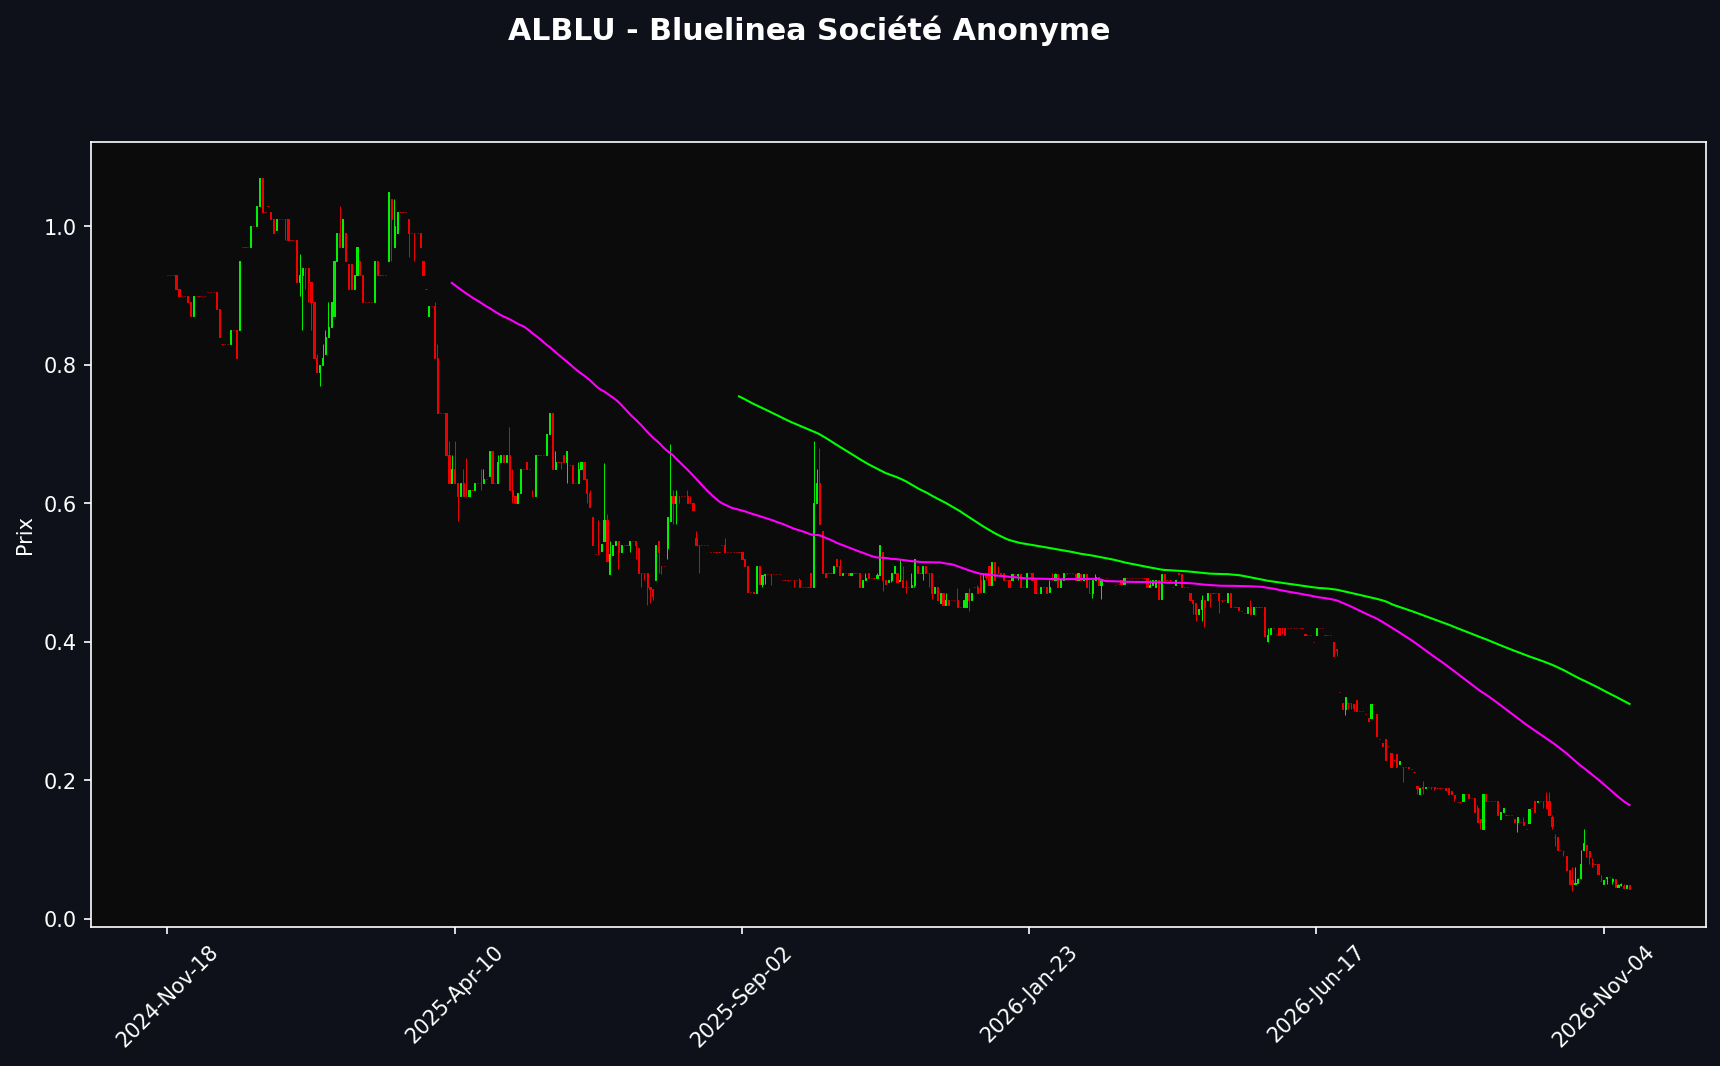 ALBLU - Bluelinea Société Anonyme
Prix
1.0
0.8
0.6
0.4
0.2
0.0
2024-Nov-18
2025-Apr-10
2025-Sep-02
2026-Jan-23
2026-Jun-17
2026-Nov-04